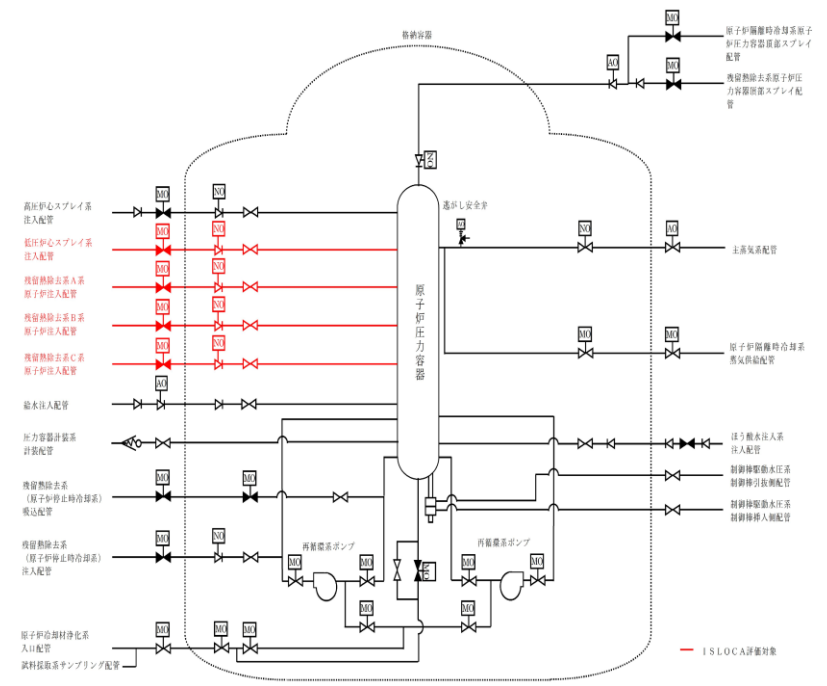 格納容器
原子炉隔離時冷却系原子
炉圧力容器頂部スプレイ
配管
残留熱除去系原子炉圧
力容器頂部スプレイ配
管
MO
AO
MO
NO
高圧炉心スプレイ系
注入配管
MO
NO
低圧炉心スプレイ系
注入配管
MO
NO
残留熱除去系A系
原子炉注入配管
MO
NO
残留熱除去系B系
原子炉注入配管
MO
NO
残留熱除去系C系
原子炉注入配管
MO
NO
給水注入配管
AO
圧力容器計装系
計装配管
残留熱除去系
(原子炉停止時冷却系)
吸込配管
MO
MO
残留熱除去系
(原子炉停止時冷却系)
注入配管
MO
NO
原子炉冷却材浄化系
入口配管
試料採取系サンプリング配管
MO
MO
MO
原子炉圧力容器
逃がし安全弁
AO
NO
AO
主蒸気系配管
MO
MO
原子炉隔離時冷却系
蒸気供給配管
ほう酸水注入系
注入配管
制御棒駆動水圧系
制御棒引抜側配管
制御棒駆動水圧系
制御棒挿入側配管
再循環系ポンプ
MO
MO
MO
NO
再循環系ポンプ
MO
MO
MO
ISLOCA評価対象